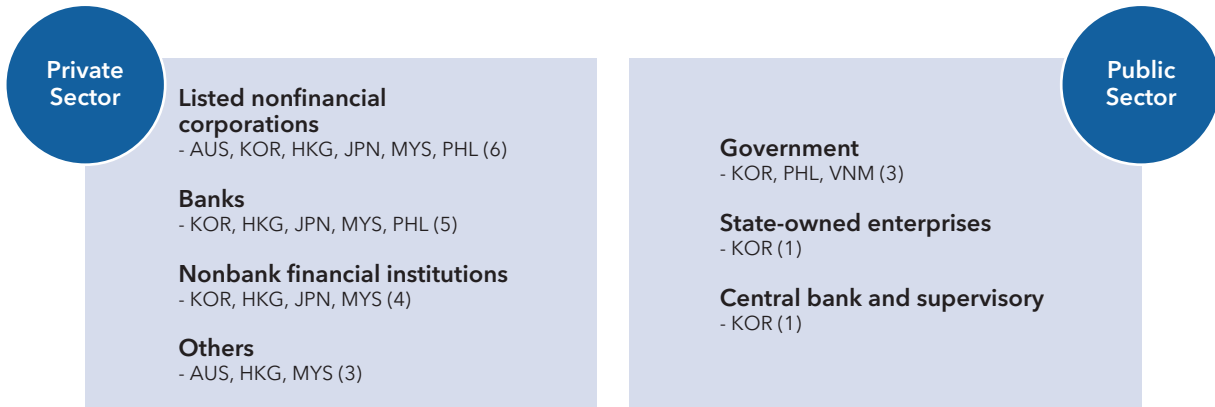 Private
Sector
Listed nonfinancial
corporations
- AUS, KOR, HKG, JPN, MYS, PHL (6)
Banks
- KOR, HKG, JPN, MYS, PHL (5)
Nonbank financial institutions
- KOR, HKG, JPN, MYS (4)
Others
- AUS, HKG, MYS (3)
Public
Sector
Government
- KOR, PHL, VNM (3)
State-owned enterprises
- KOR (1)
Central bank and supervisory
- KOR (1)